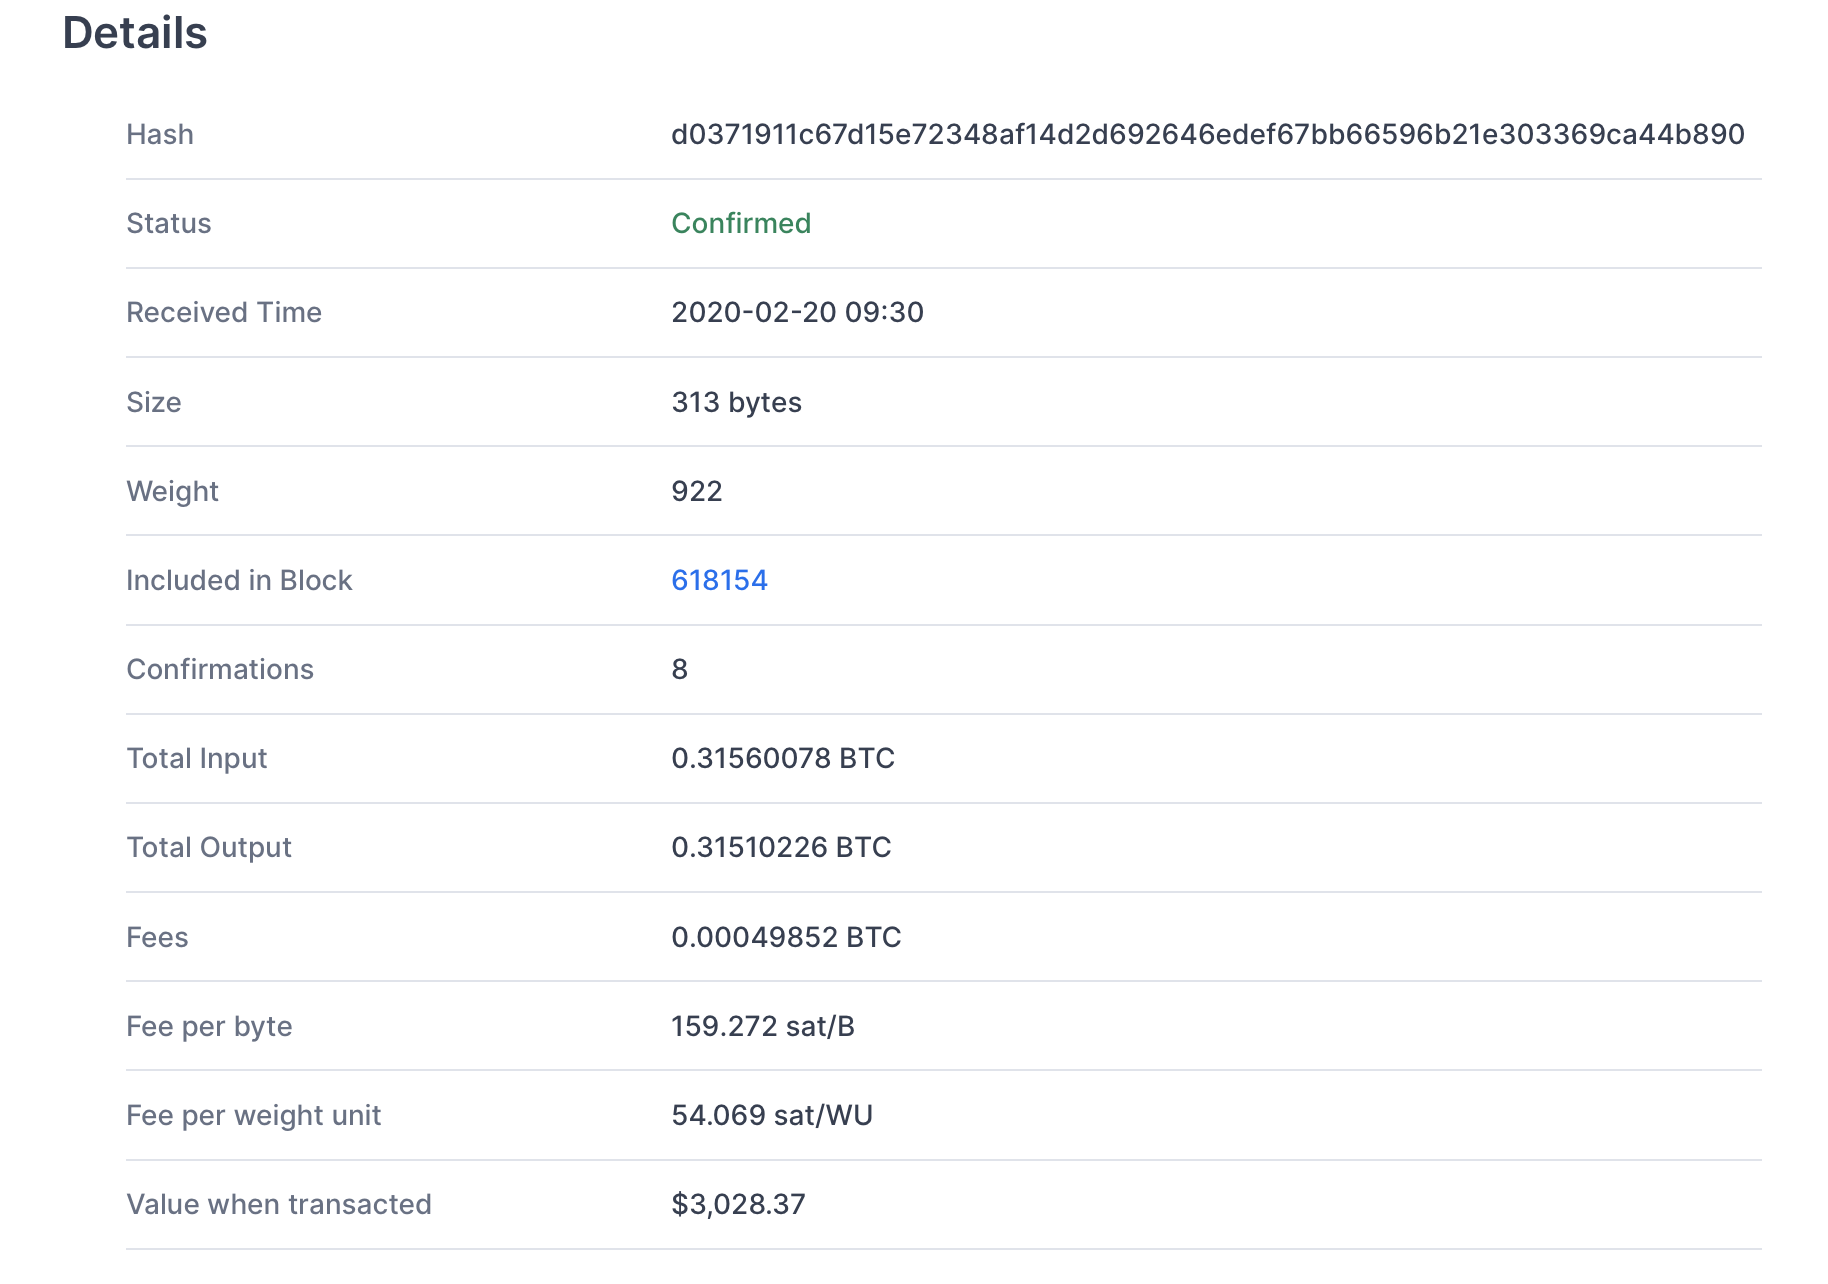 Details
Hash d0371911c67d15e72348af14d2d692646edef67bb66596b21e303369ca44b890
Status Confirmed
Received Time 2020-02-20 09:30
Size 313 bytes
Weight 922
Included in Block 618154
Confirmations 8
Total Input 0.31560078 BTC
Total Output 0.31510226 BTC
Fees 0.00049852 BTC
Fee per byte 159.272 sat/B
Fee per weight unit 54.069 sat/WU
Value when transacted $3,028.37